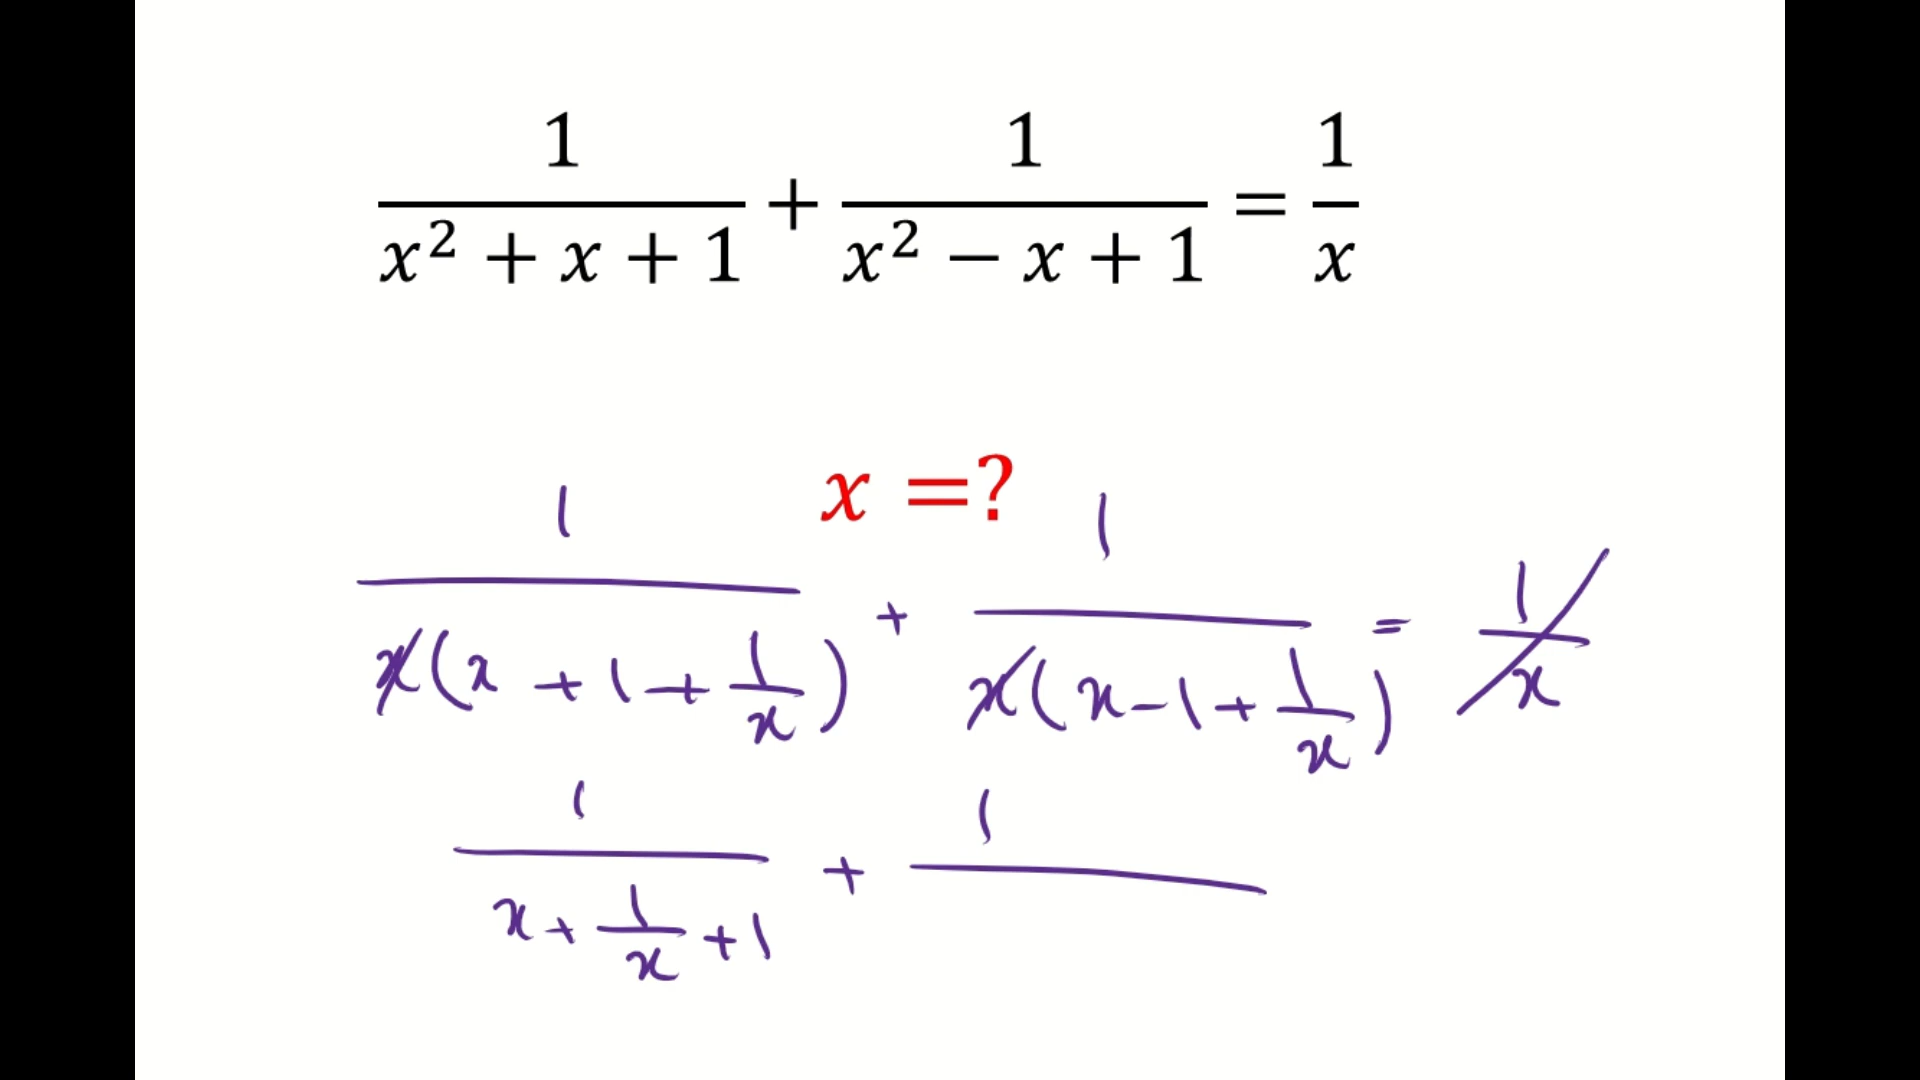 1/(x² + x + 1) + 1/(x² − x + 1) = 1/x
x =?
1/(x(x + 1 + 1/x)) + 1/(x(x − 1 + 1/x)) = 1/x
1/(x + 1/x + 1) + 1/